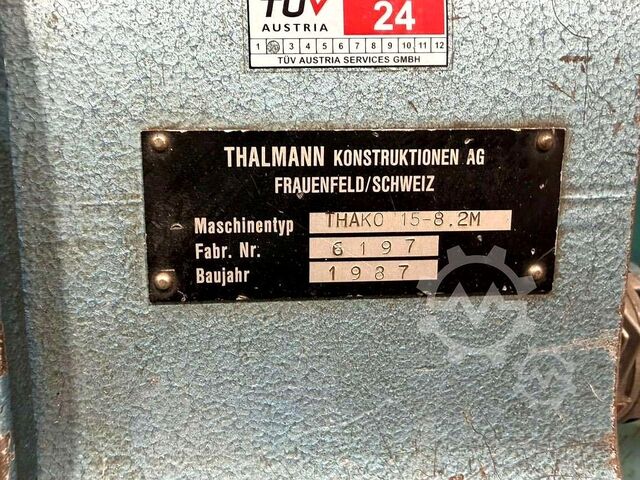 TÜV
AUSTRIA
24
1 3 4 5 6 7 8 9 10 11 12
TÜV AUSTRIA SERVICES GMBH
THALMANN KONSTRUKTIONEN AG
FRAUENFELD/SCHWEIZ
Maschinentyp THAKO 15-8.2M
Fabr. Nr. 6197
Baujahr 1987